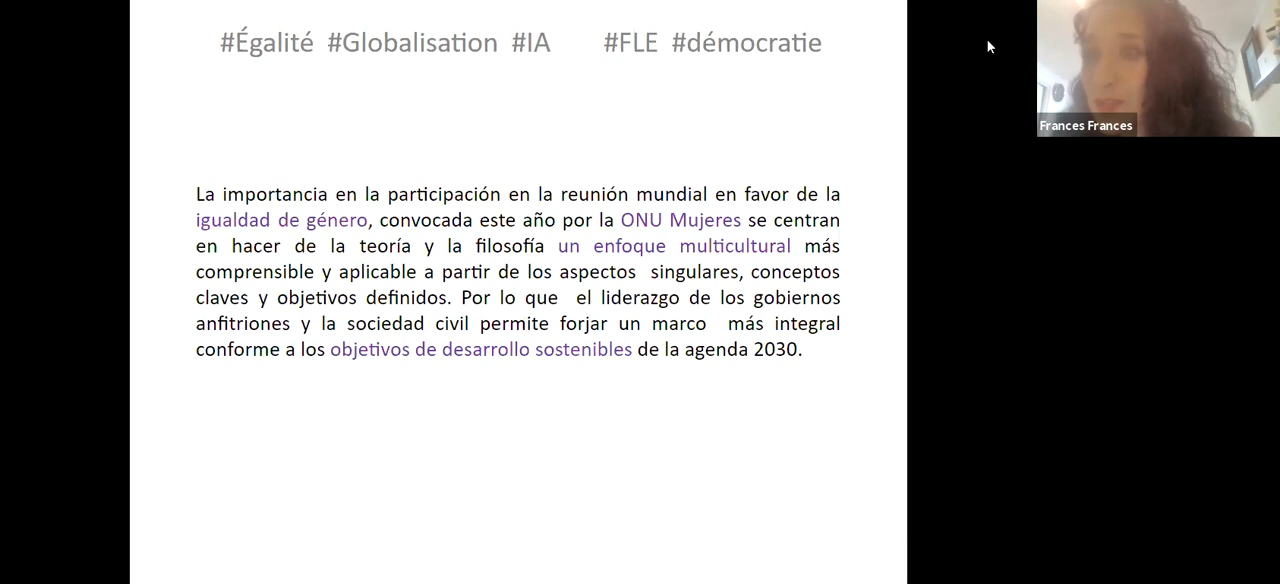 #Égalité #Globalisation #IA #FLE #démocratie
Frances Frances
La importancia en la participación en la reunión mundial en favor de la
igualdad de género, convocada este año por la ONU Mujeres se centran
en hacer de la teoría y la filosofía un enfoque multicultural más
comprensible y aplicable a partir de los aspectos singulares, conceptos
claves y objetivos definidos. Por lo que el liderazgo de los gobiernos
anfitriones y la sociedad civil permite forjar un marco más integral
conforme a los objetivos de desarrollo sostenibles de la agenda 2030.